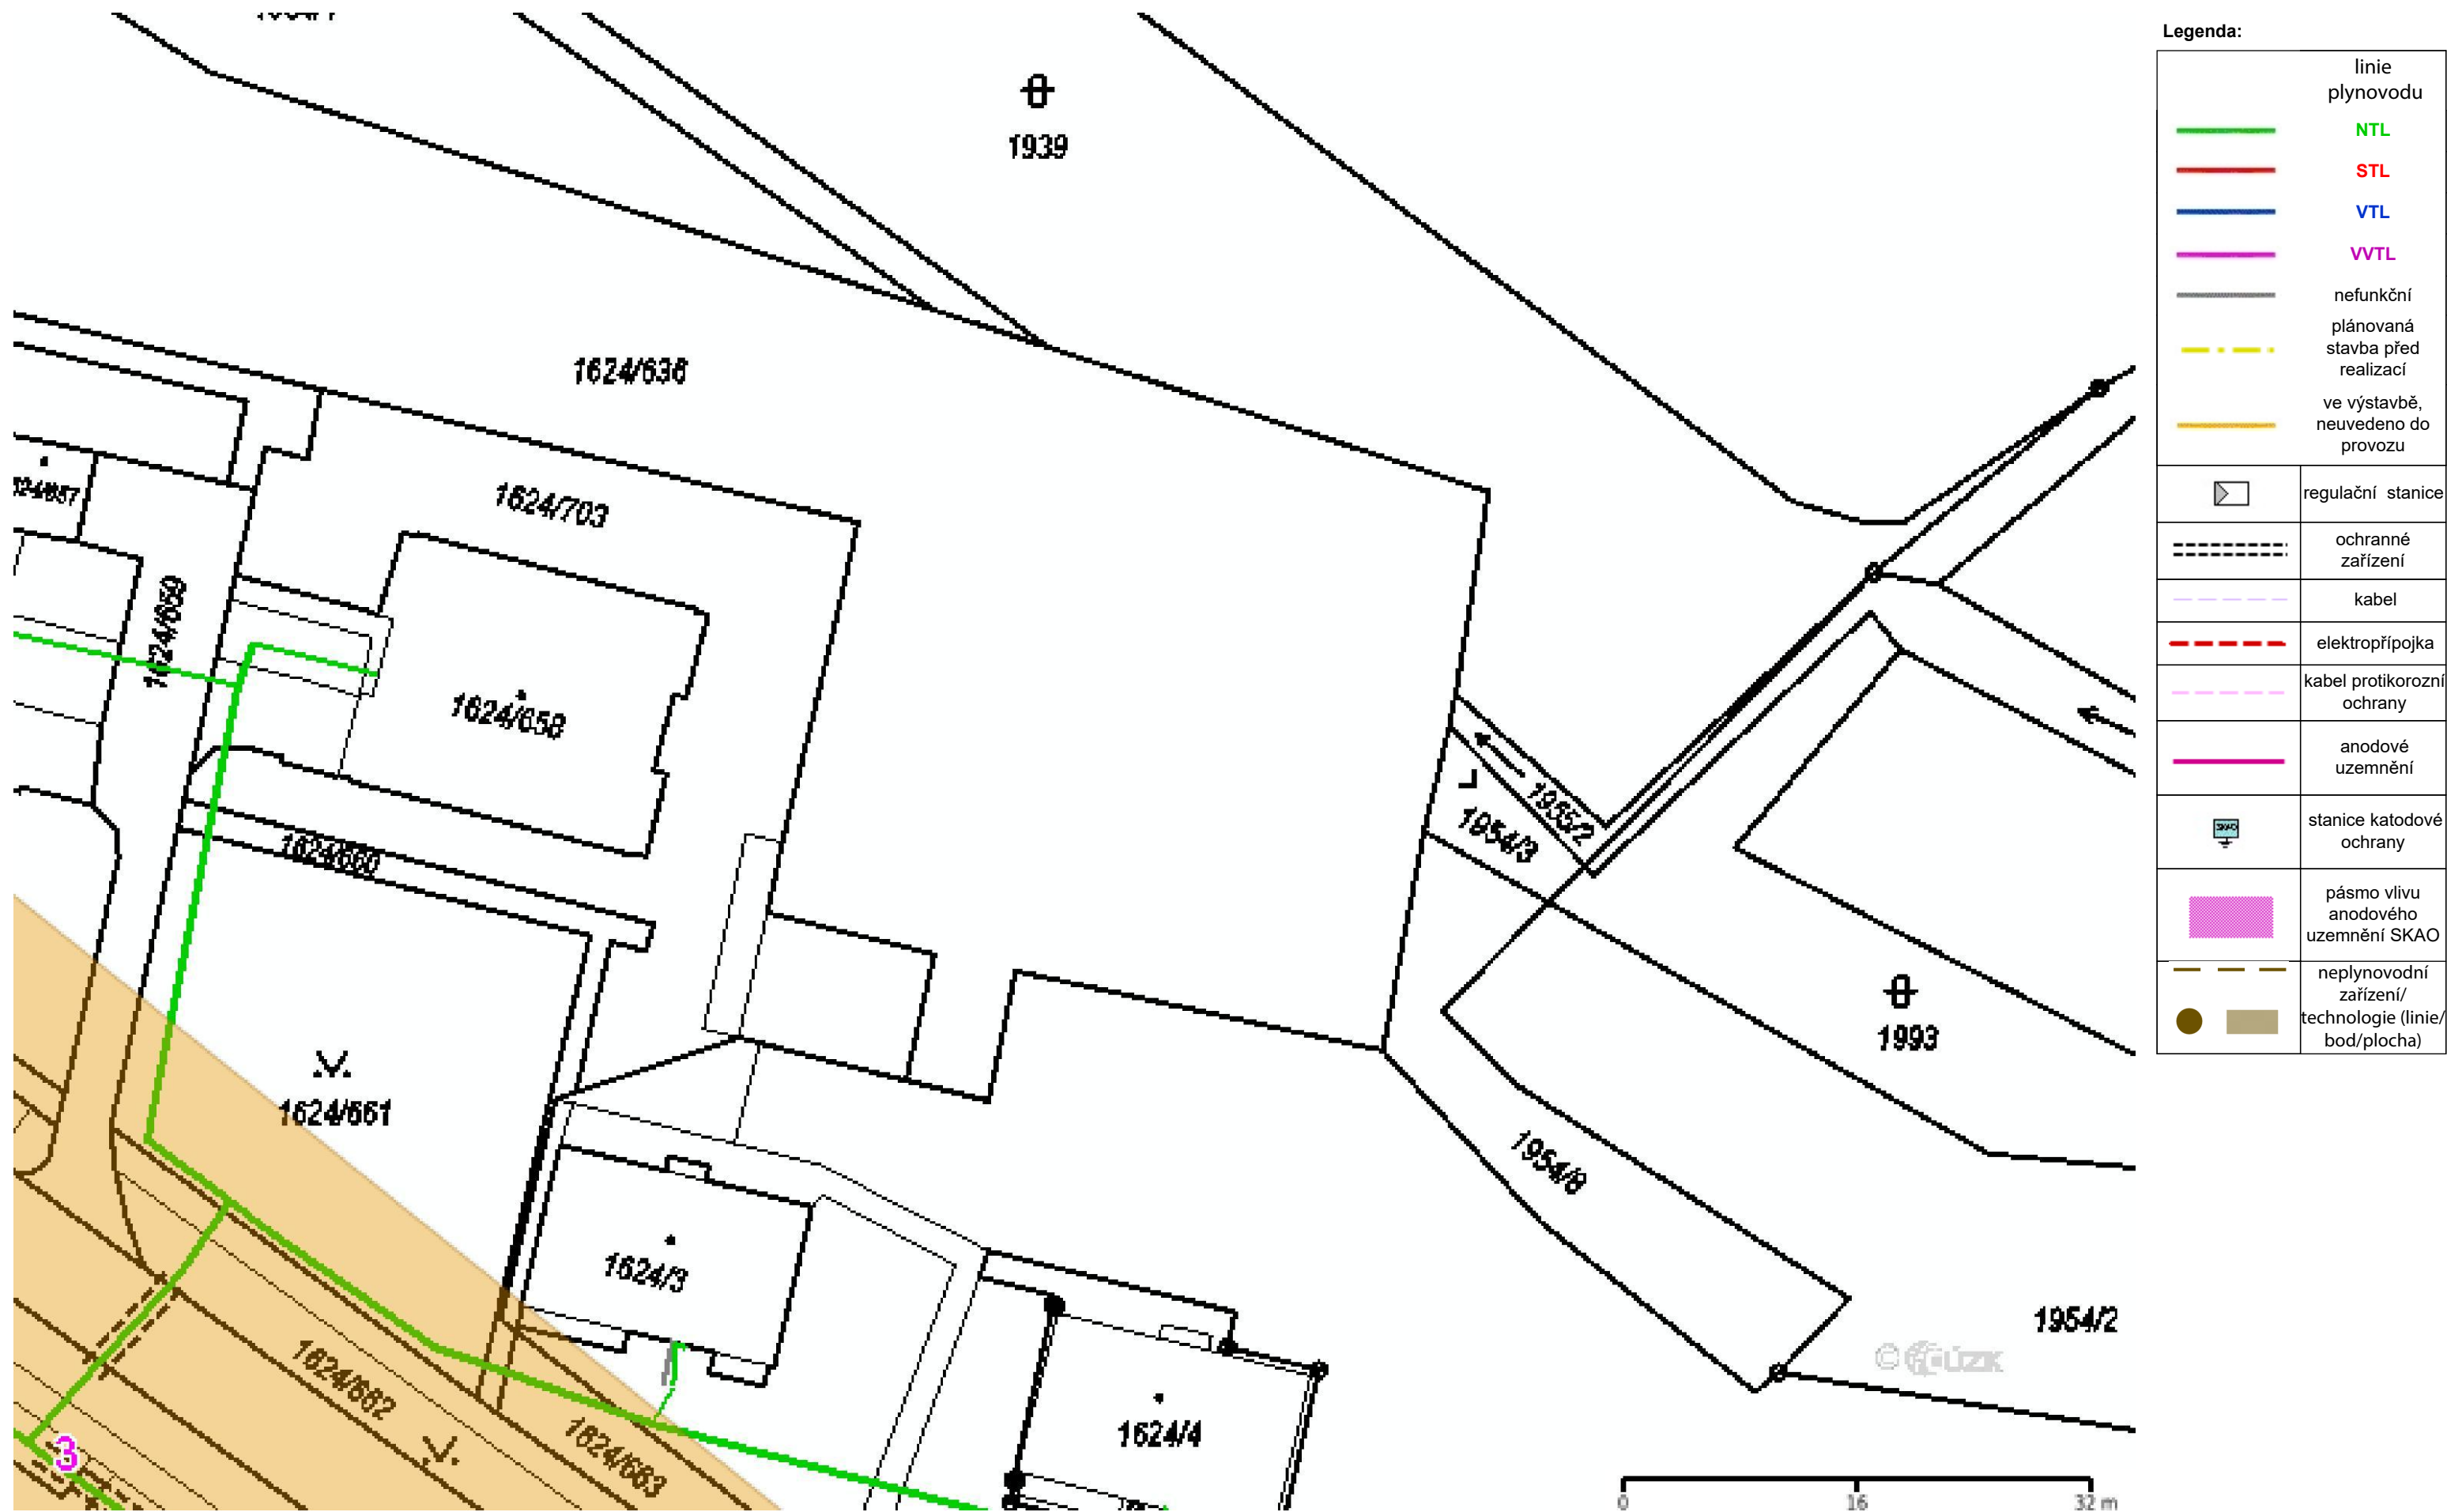 1939
1624/636
1624/703
1624/659
1624/658
1624/660
1955/2
1954/3
1993
1624/661
1954/8
1624/3
1954/2
1624/662
1624/4
1624/663
3
0 16 32 m
Legenda:
linie
plynovodu
NTL
STL
VTL
VVTL
nefunkční
plánovaná
stavba před
realizací
ve výstavbě,
neuvedeno do
provozu
regulační stanice
ochranné
zařízení
kabel
elektropřípojka
kabel protikorozní
ochrany
anodové
uzemnění
SKAO
stanice katodové
ochrany
pásmo vlivu
anodového
uzemnění SKAO
neplynovodní
zařízení/
technologie (linie/
bod/plocha)